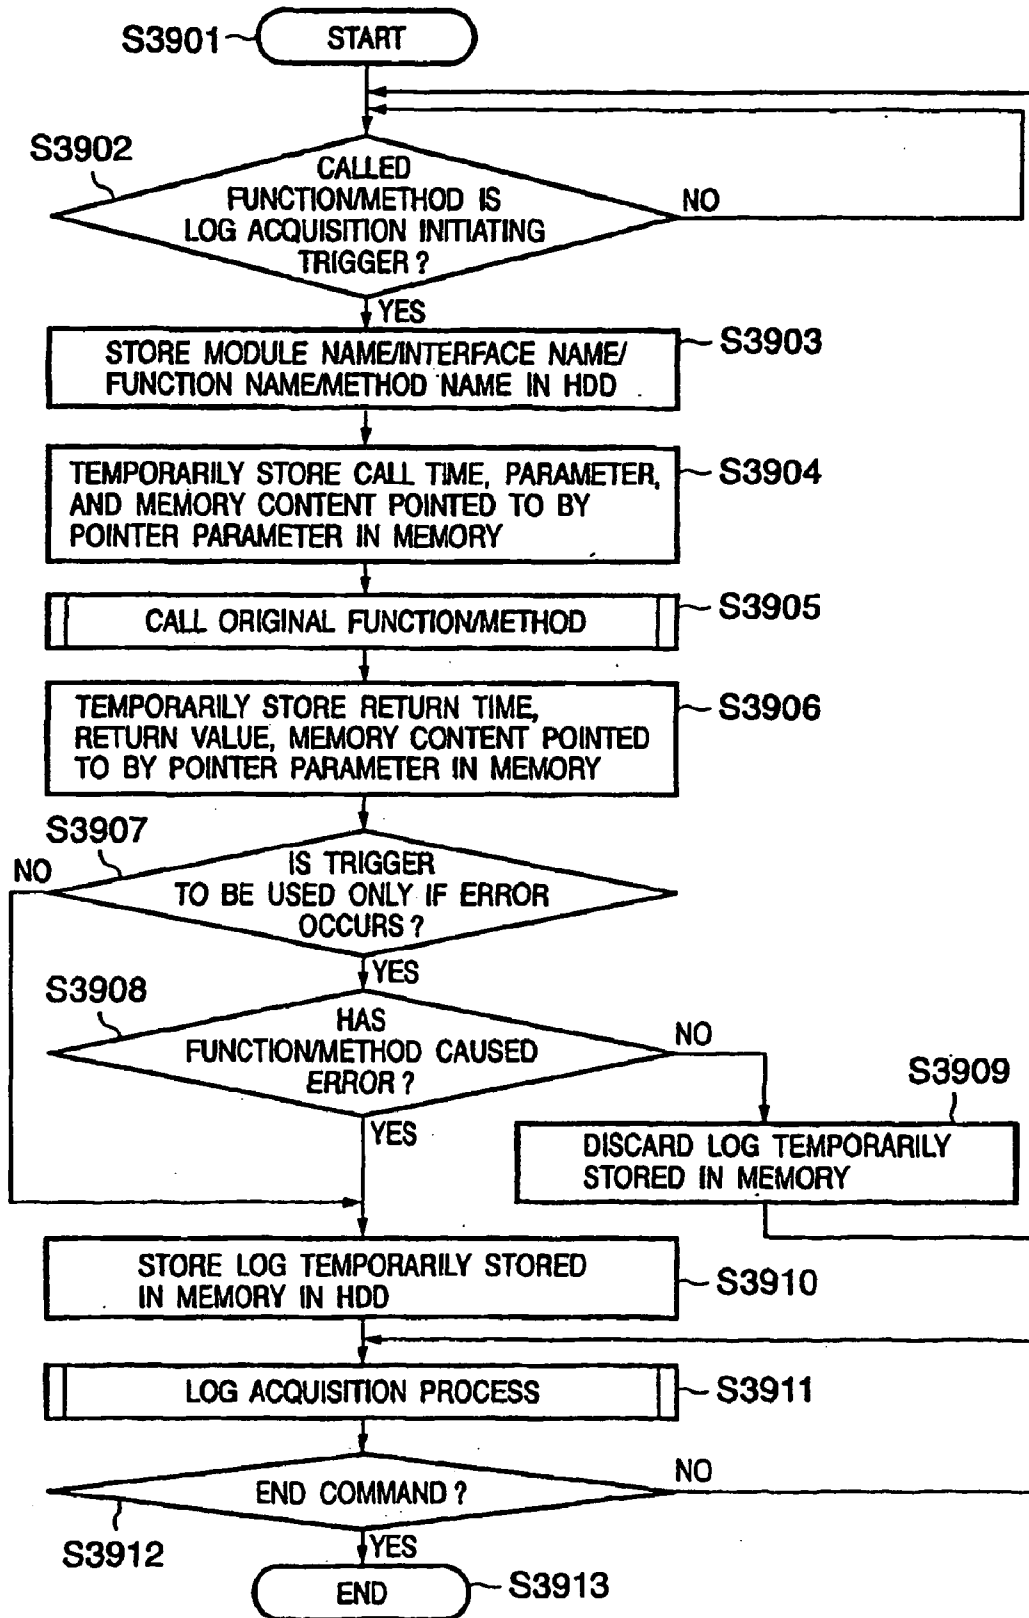 S3901
START
S3902
CALLED
FUNCTION/METHOD IS
LOG ACQUISITION INITIATING
TRIGGER ?
NO
YES
STORE MODULE NAME/INTERFACE NAME/
FUNCTION NAME/METHOD NAME IN HDD
S3903
TEMPORARILY STORE CALL TIME, PARAMETER,
AND MEMORY CONTENT POINTED TO BY
POINTER PARAMETER IN MEMORY
S3904
CALL ORIGINAL FUNCTION/METHOD
S3905
TEMPORARILY STORE RETURN TIME,
RETURN VALUE, MEMORY CONTENT POINTED
TO BY POINTER PARAMETER IN MEMORY
S3906
S3907
NO
IS TRIGGER
TO BE USED ONLY IF ERROR
OCCURS ?
YES
S3908
HAS
FUNCTION/METHOD CAUSED
ERROR ?
NO
YES
S3909
DISCARD LOG TEMPORARILY
STORED IN MEMORY
STORE LOG TEMPORARILY STORED
IN MEMORY IN HDD
S3910
LOG ACQUISITION PROCESS
S3911
END COMMAND ?
NO
S3912
YES
END
S3913